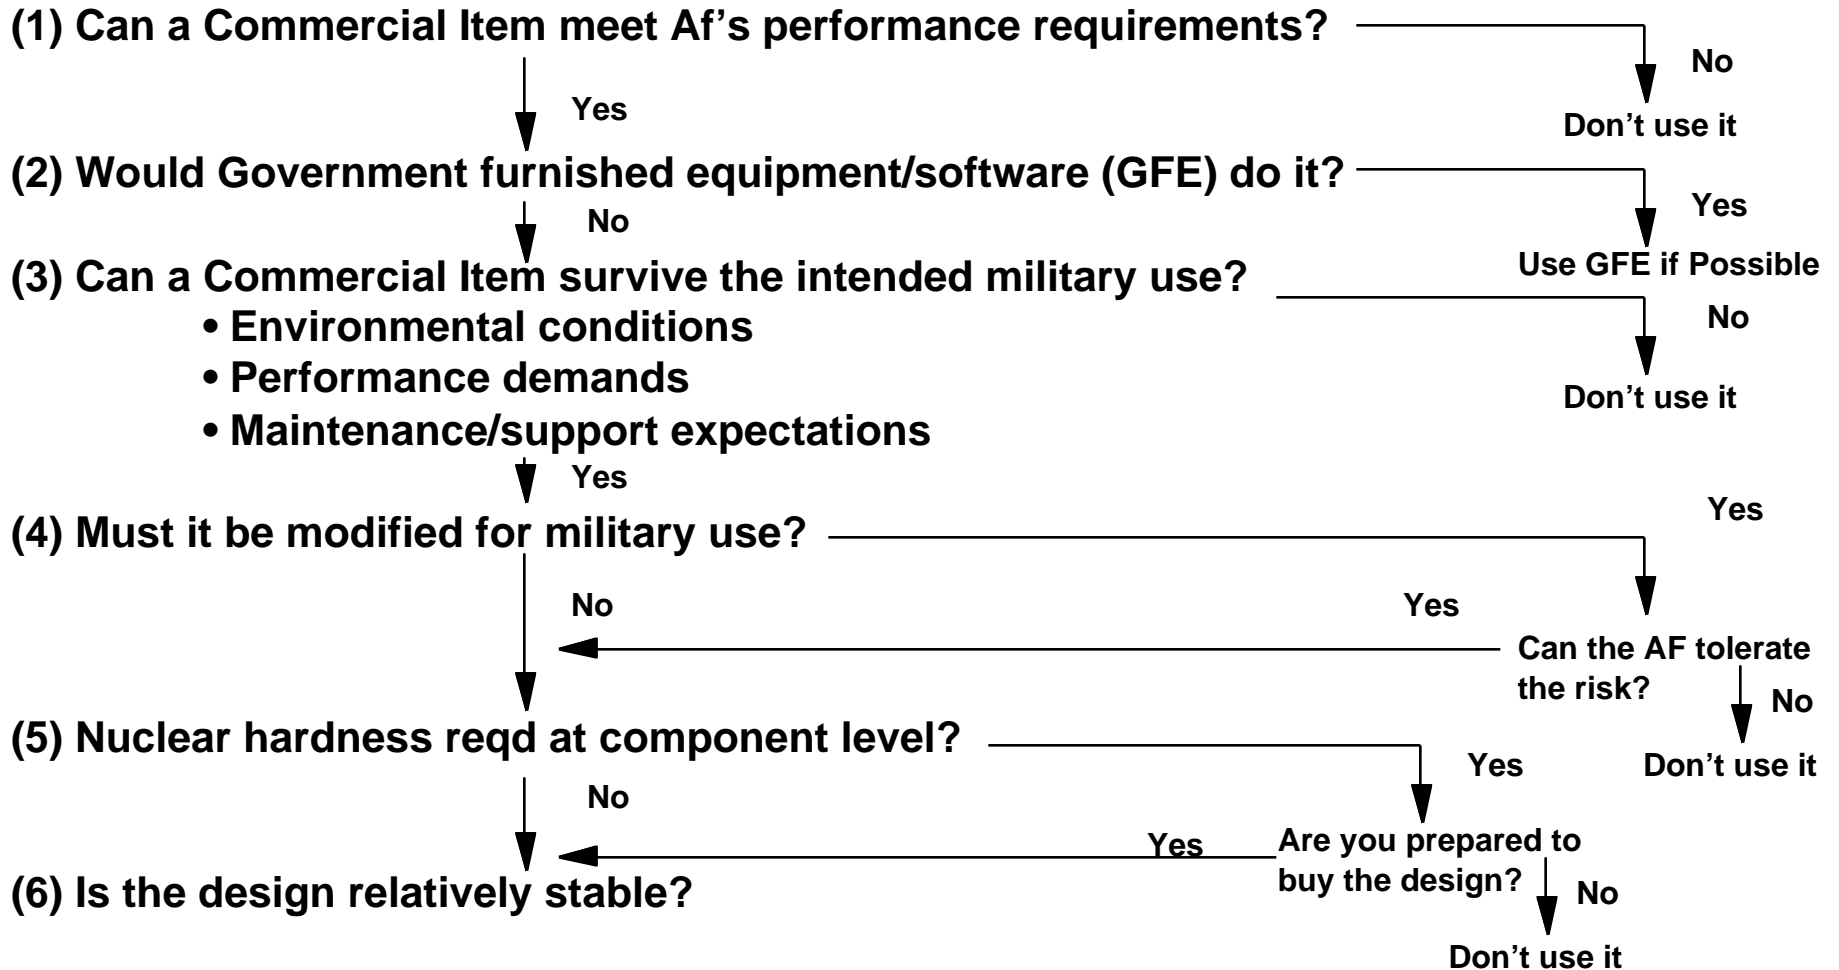 (1) Can a Commercial Item meet Af’s performance requirements?
No
Yes
Don’t use it
(2) Would Government furnished equipment/software (GFE) do it?
Yes
No
Use GFE if Possible
(3) Can a Commercial Item survive the intended military use?
No
• Environmental conditions
• Performance demands
Don’t use it
• Maintenance/support expectations
Yes
Yes
(4) Must it be modified for military use?
No
Yes
Can the AF tolerate
the risk?
No
(5) Nuclear hardness reqd at component level?
Yes
Don’t use it
No
Yes
Are you prepared to
buy the design?
No
(6) Is the design relatively stable?
Don’t use it